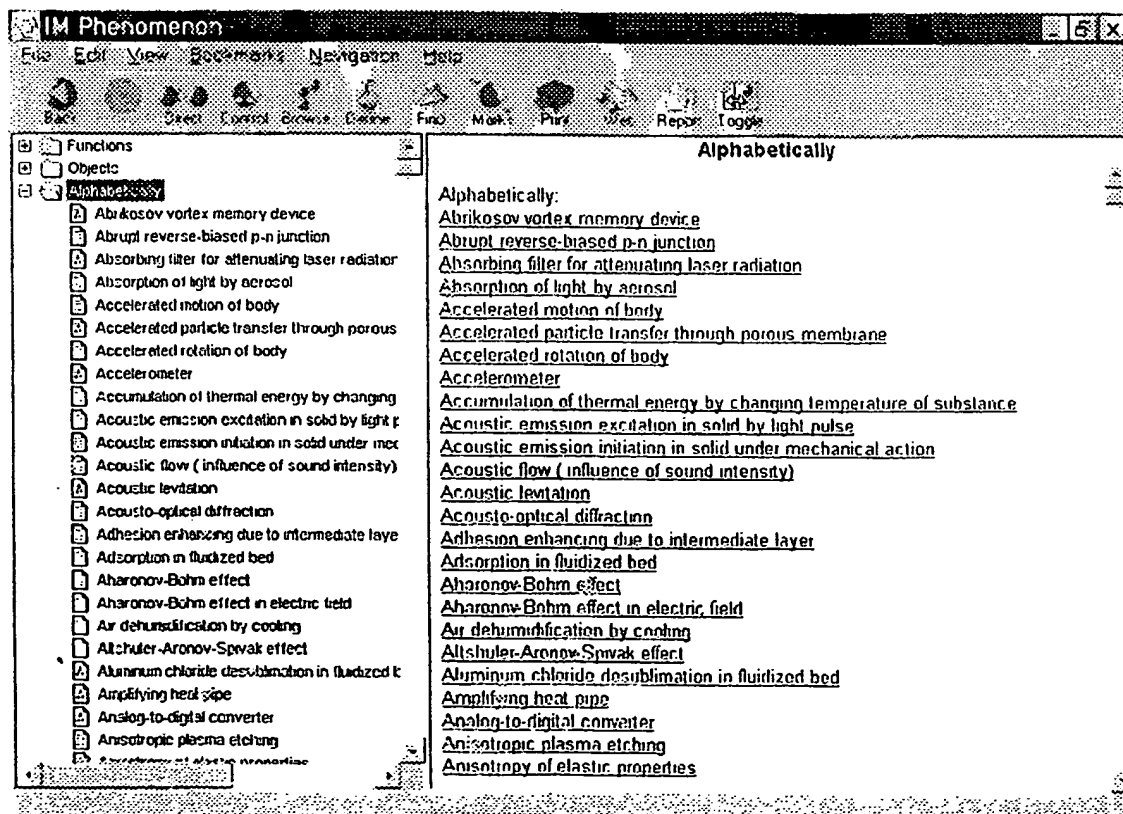 IM Phenomenon
File Edit View Bookmarks Navigation Help
Back Direct Control Browse Define Find Marks Print Report Toggle
Functions
Objects
Alphabetically
Abrikosov vortex memory device
Abrupt reverse-biased p-n junction
Absorbing filter for attenuating laser radiation
Absorption of light by aerosol
Accelerated motion of body
Accelerated particle transfer through porous
Accelerated rotation of body
Accelerometer
Accumulation of thermal energy by changing
Acoustic emission excitation in solid by light p
Acoustic emission initiation in solid under mec
Acoustic flow ( influence of sound intensity)
Acoustic levitation
Acousto-optical diffraction
Adhesion enhancing due to intermediate laye
Adsorption in fluidized bed
Aharonov-Bohm effect
Aharonov-Bohm effect in electric field
Air dehumidification by cooling
Altshuler-Aronov-Spivak effect
Aluminum chloride desublimation in fluidized b
Amplifying heat pipe
Analog-to-digital converter
Anisotropic plasma etching
Anisotropy of elastic properties
Alphabetically
Alphabetically:
Abrikosov vortex memory device
Abrupt reverse-biased p-n junction
Absorbing filter for attenuating laser radiation
Absorption of light by aerosol
Accelerated motion of body
Accelerated particle transfer through porous membrane
Accelerated rotation of body
Accelerometer
Accumulation of thermal energy by changing temperature of substance
Acoustic emission excitation in solid by light pulse
Acoustic emission initiation in solid under mechanical action
Acoustic flow ( influence of sound intensity)
Acoustic levitation
Acousto-optical diffraction
Adhesion enhancing due to intermediate layer
Adsorption in fluidized bed
Aharonov-Bohm effect
Aharonov-Bohm effect in electric field
Air dehumidification by cooling
Altshuler-Aronov-Spivak effect
Aluminum chloride desublimation in fluidized bed
Amplifying heat pipe
Analog-to-digital converter
Anisotropic plasma etching
Anisotropy of elastic properties